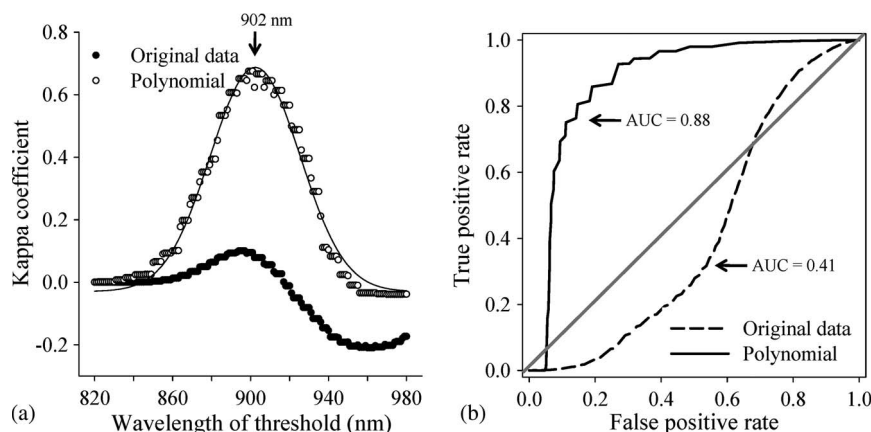 902 nm
Original data
Polynomial
Kappa coefficient
0.8
0.6
0.4
0.2
0.0
-0.2
820 860 900 940 980
Wavelength of threshold (nm)
(a)
True positive rate
1.0
0.8
0.6
0.4
0.2
0.0
AUC = 0.88
AUC = 0.41
Original data
Polynomial
0.0 0.2 0.4 0.6 0.8 1.0
False positive rate
(b)